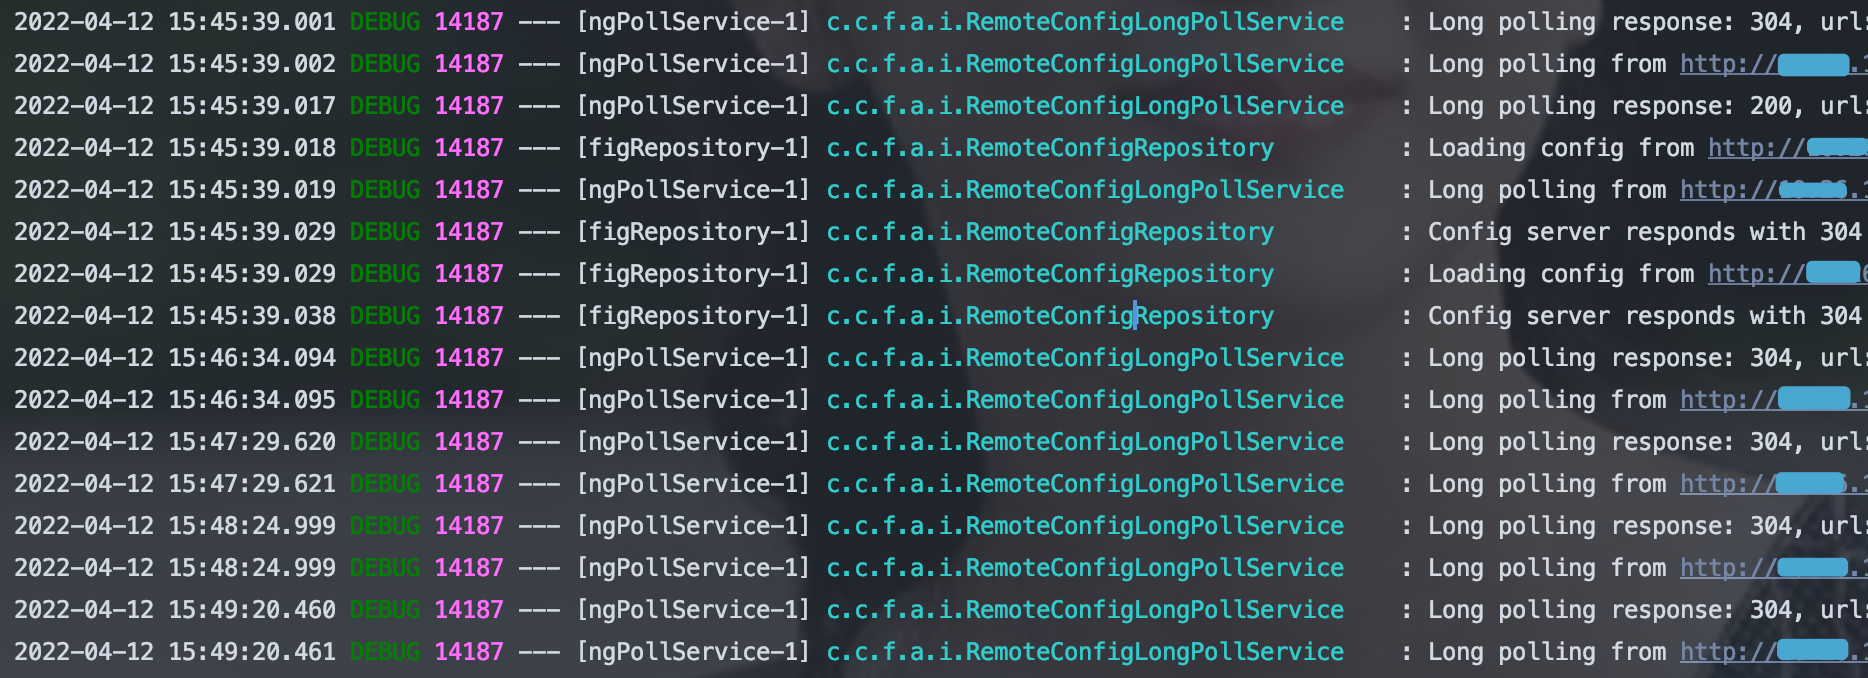 2022-04-12 15:45:39.001 DEBUG 14187 --- [ngPollService-1] c.c.f.a.i.RemoteConfigLongPollService : Long polling response: 304, url:
2022-04-12 15:45:39.002 DEBUG 14187 --- [ngPollService-1] c.c.f.a.i.RemoteConfigLongPollService : Long polling from http://
2022-04-12 15:45:39.017 DEBUG 14187 --- [ngPollService-1] c.c.f.a.i.RemoteConfigLongPollService : Long polling response: 200, url:
2022-04-12 15:45:39.018 DEBUG 14187 --- [figRepository-1] c.c.f.a.i.RemoteConfigRepository : Loading config from http://
2022-04-12 15:45:39.019 DEBUG 14187 --- [ngPollService-1] c.c.f.a.i.RemoteConfigLongPollService : Long polling from http://
2022-04-12 15:45:39.029 DEBUG 14187 --- [figRepository-1] c.c.f.a.i.RemoteConfigRepository : Config server responds with 304
2022-04-12 15:45:39.029 DEBUG 14187 --- [figRepository-1] c.c.f.a.i.RemoteConfigRepository : Loading config from http://
2022-04-12 15:45:39.038 DEBUG 14187 --- [figRepository-1] c.c.f.a.i.RemoteConfigRepository : Config server responds with 304
2022-04-12 15:46:34.094 DEBUG 14187 --- [ngPollService-1] c.c.f.a.i.RemoteConfigLongPollService : Long polling response: 304, url:
2022-04-12 15:46:34.095 DEBUG 14187 --- [ngPollService-1] c.c.f.a.i.RemoteConfigLongPollService : Long polling from http://
2022-04-12 15:47:29.620 DEBUG 14187 --- [ngPollService-1] c.c.f.a.i.RemoteConfigLongPollService : Long polling response: 304, url:
2022-04-12 15:47:29.621 DEBUG 14187 --- [ngPollService-1] c.c.f.a.i.RemoteConfigLongPollService : Long polling from http://
2022-04-12 15:48:24.999 DEBUG 14187 --- [ngPollService-1] c.c.f.a.i.RemoteConfigLongPollService : Long polling response: 304, url:
2022-04-12 15:48:24.999 DEBUG 14187 --- [ngPollService-1] c.c.f.a.i.RemoteConfigLongPollService : Long polling from http://
2022-04-12 15:49:20.460 DEBUG 14187 --- [ngPollService-1] c.c.f.a.i.RemoteConfigLongPollService : Long polling response: 304, url:
2022-04-12 15:49:20.461 DEBUG 14187 --- [ngPollService-1] c.c.f.a.i.RemoteConfigLongPollService : Long polling from http://